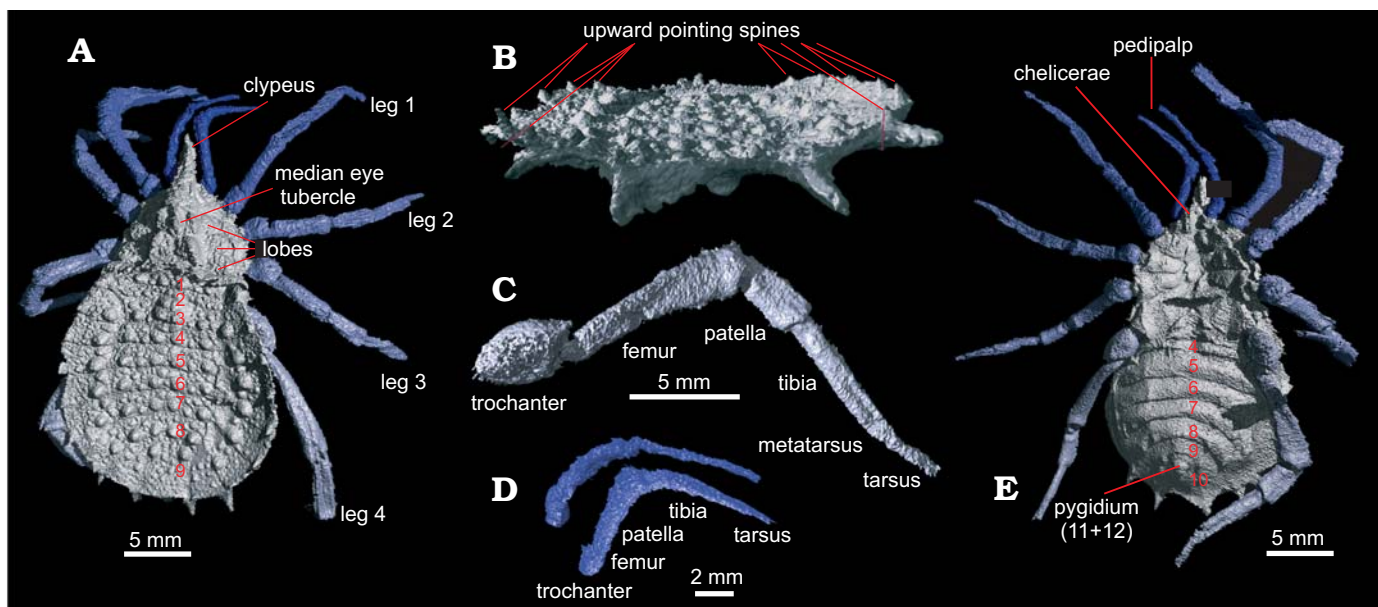 A
clypeus
leg 1
median eye
tubercle
leg 2
lobes
1
2
3
4
5
6
7
8
9
leg 3
leg 4
5 mm
B
upward pointing spines
C
trochanter
femur
patella
tibia
metatarsus
tarsus
5 mm
D
trochanter
femur
patella
tibia
tarsus
2 mm
pedipalp
chelicerae
4
5
6
7
8
9
10
E
pygidium
(11+12)
5 mm